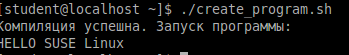 [student@localhost ~]$ ./create_program.sh
Компиляция успешна. Запуск программы:
HELLO SUSE Linux